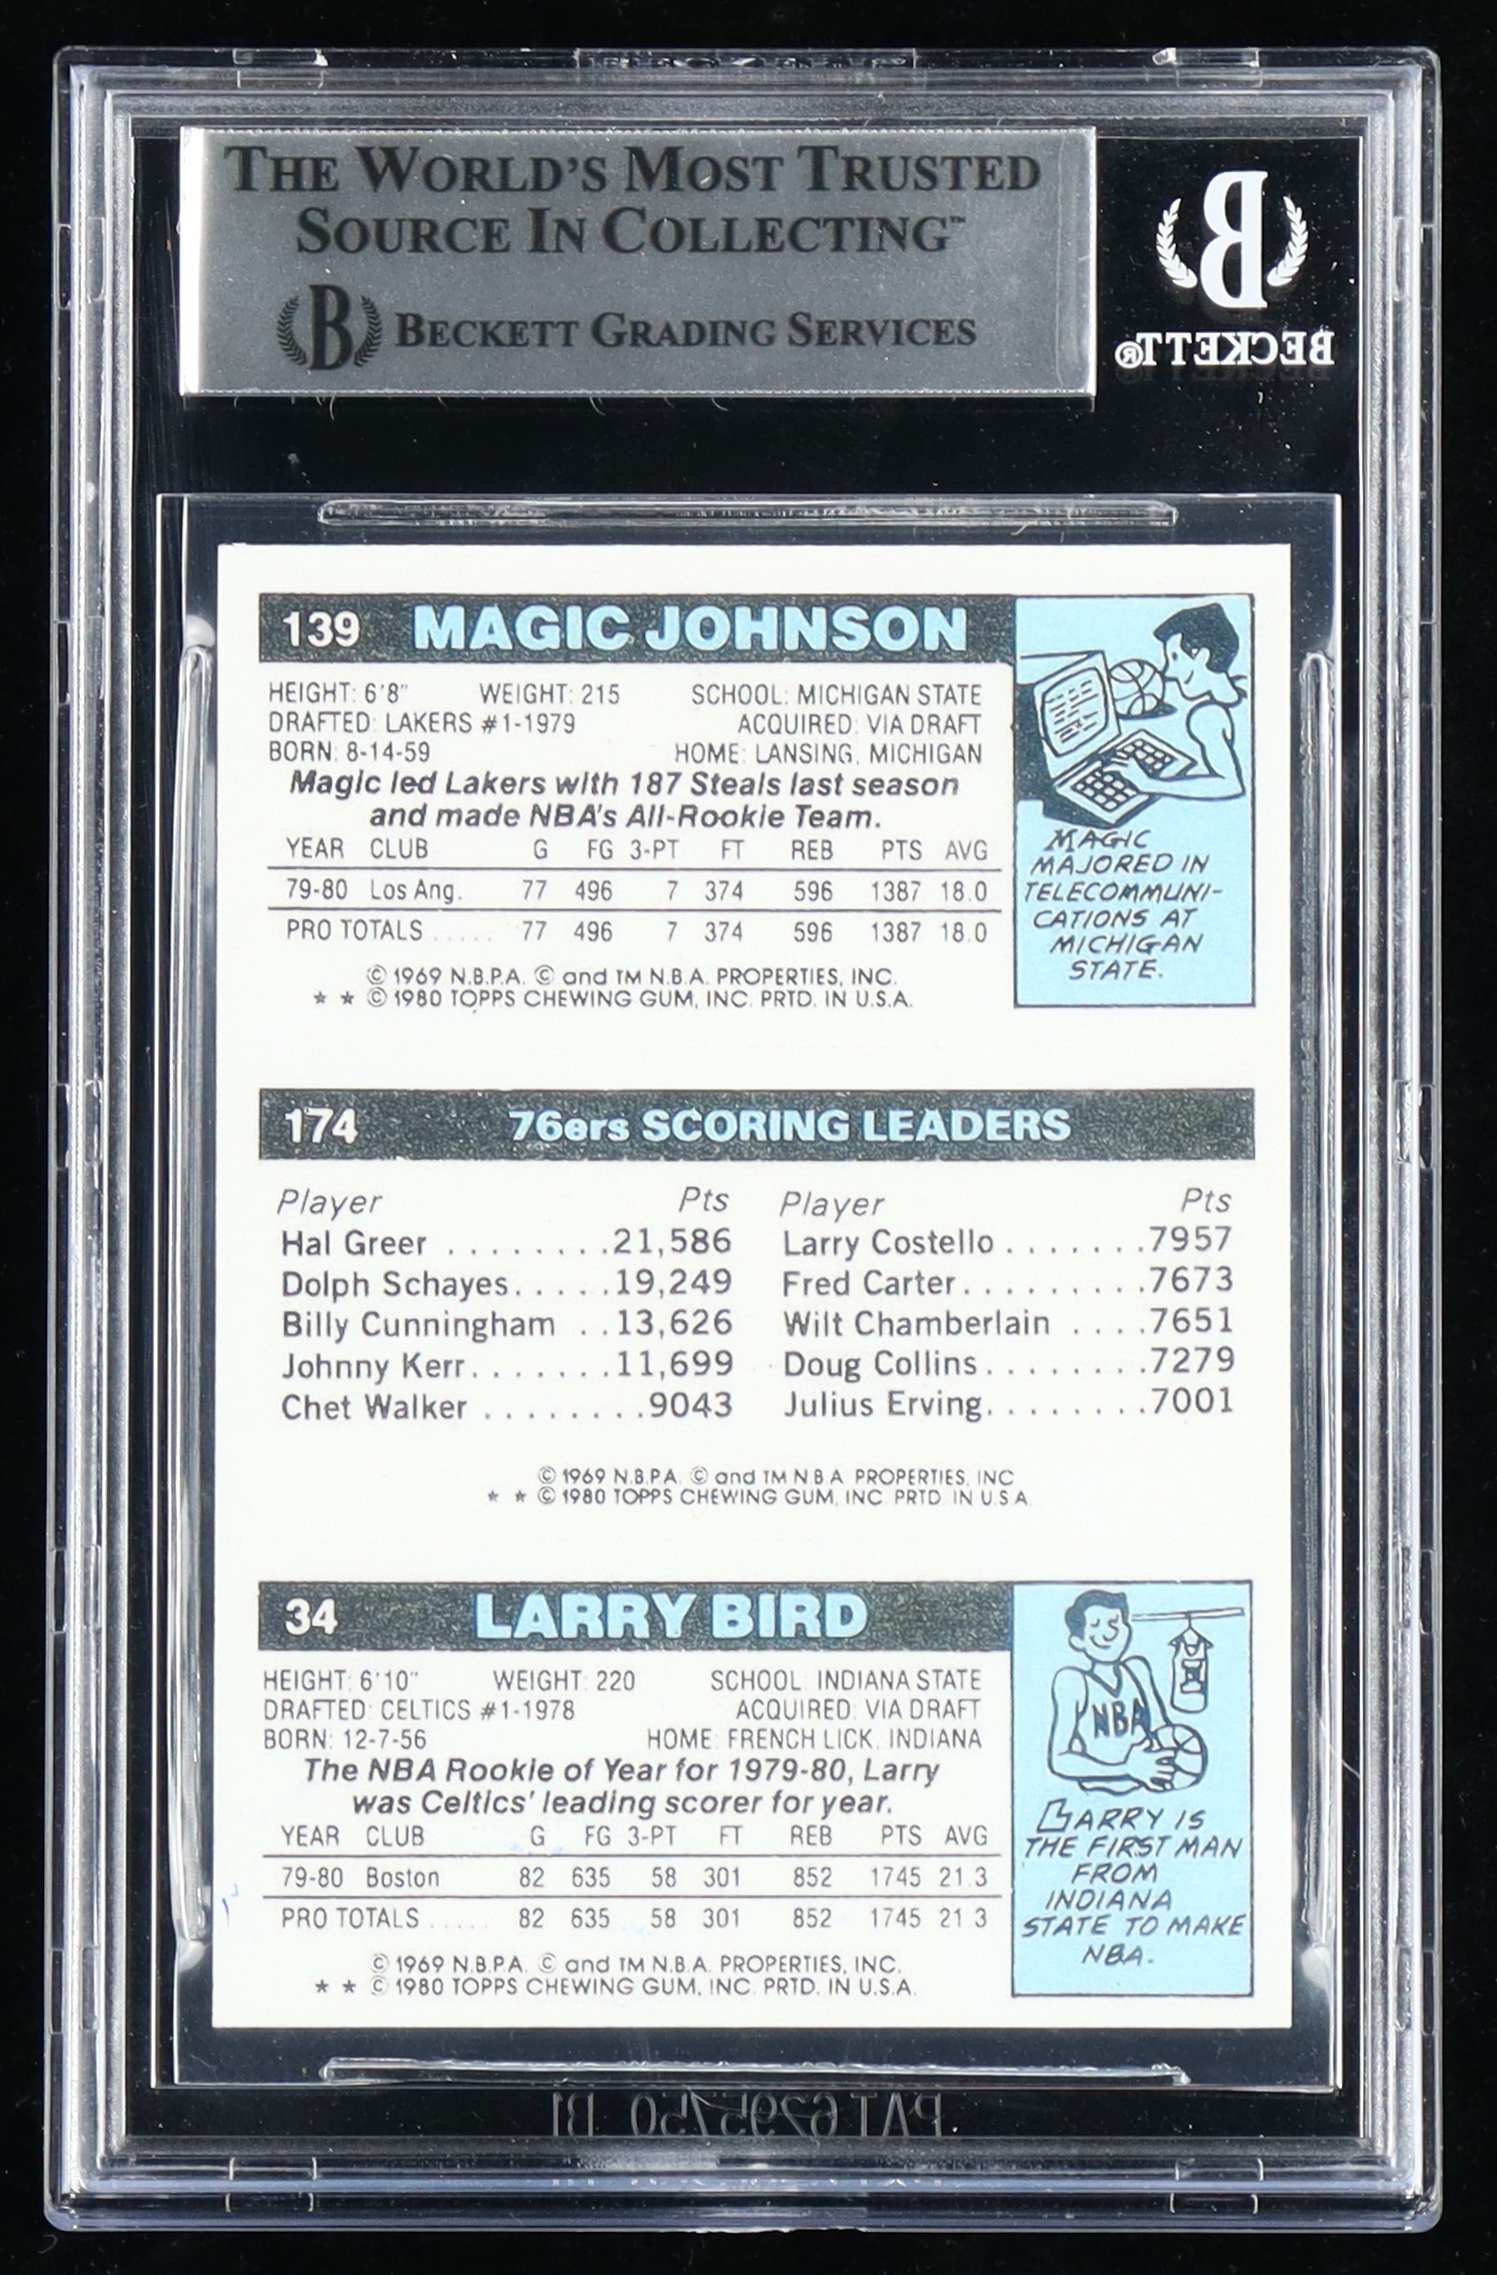 THE WORLD'S MOST TRUSTED
SOURCE IN COLLECTING™
B BECKETT GRADING SERVICES
B
BECKETT®
139 MAGIC JOHNSON
HEIGHT: 6'8" WEIGHT: 215 SCHOOL: MICHIGAN STATE
DRAFTED: LAKERS #1-1979 ACQUIRED: VIA DRAFT
BORN: 8-14-59 HOME: LANSING, MICHIGAN
Magic led Lakers with 187 Steals last season
and made NBA's All-Rookie Team.
YEAR CLUB G FG 3-PT FT REB PTS AVG
79-80 Los Ang. 77 496 7 374 596 1387 18.0
PRO TOTALS ..... 77 496 7 374 596 1387 18.0
© 1969 N.B.P.A. © and TM N.B.A. PROPERTIES, INC.
★ ★ © 1980 TOPPS CHEWING GUM, INC. PRTD. IN U.S.A.
MAGIC
MAJORED IN
TELECOMMUNI-
CATIONS AT
MICHIGAN
STATE.
174 76ers SCORING LEADERS
Player Pts Player Pts
Hal Greer ........21,586 Larry Costello .......7957
Dolph Schayes.....19,249 Fred Carter.........7673
Billy Cunningham ..13,626 Wilt Chamberlain ....7651
Johnny Kerr.......11,699 Doug Collins........7279
Chet Walker ........9043 Julius Erving........7001
© 1969 N.B.P.A. © and TM N B A PROPERTIES, INC
★ ★ © 1980 TOPPS CHEWING GUM, INC PRTD IN U.S.A
34 LARRY BIRD
HEIGHT: 6'10" WEIGHT: 220 SCHOOL: INDIANA STATE
DRAFTED: CELTICS #1-1978 ACQUIRED: VIA DRAFT
BORN: 12-7-56 HOME: FRENCH LICK, INDIANA
The NBA Rookie of Year for 1979-80, Larry
was Celtics' leading scorer for year.
YEAR CLUB G FG 3-PT FT REB PTS AVG
79-80 Boston 82 635 58 301 852 1745 21.3
PRO TOTALS ..... 82 635 58 301 852 1745 21 3
© 1969 N.B.P.A. © and TM N.B.A. PROPERTIES, INC.
★ ★ © 1980 TOPPS CHEWING GUM, INC. PRTD. IN U.S.A.
NBA
LARRY IS
THE FIRST MAN
FROM
INDIANA
STATE TO MAKE
NBA.
PAT 6295750 B1